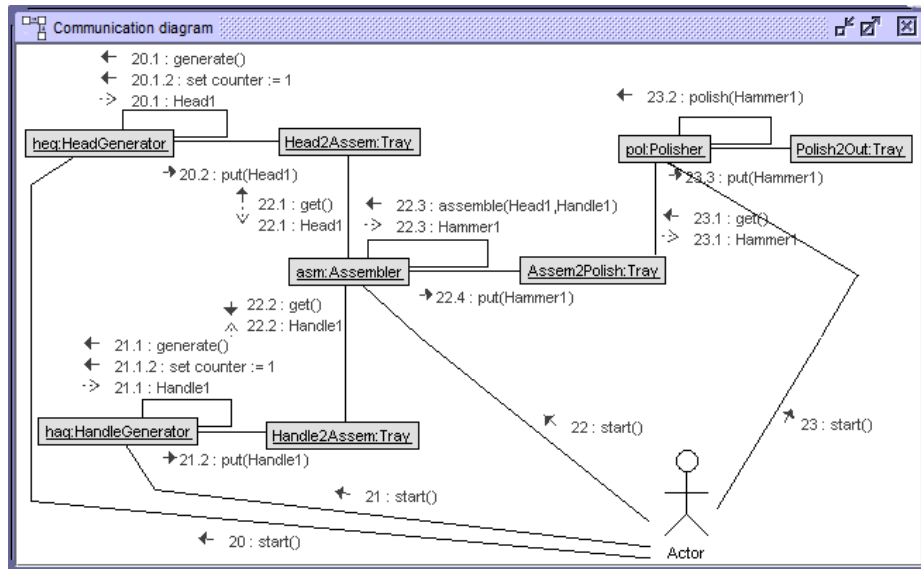 Communication diagram
20.1 : generate()
20.1.2 : set counter := 1
20.1 : Head1
23.2 : polish(Hammer1)
heq:HeadGenerator
Head2Assem:Tray
pol:Polisher
Polish2Out:Tray
20.2 : put(Head1)
23.3 : put(Hammer1)
22.1 : get()
22.1 : Head1
22.3 : assemble(Head1,Handle1)
22.3 : Hammer1
23.1 : get()
23.1 : Hammer1
asm:Assembler
Assem2Polish:Tray
22.4 : put(Hammer1)
22.2 : get()
22.2 : Handle1
21.1 : generate()
21.1.2 : set counter := 1
21.1 : Handle1
haq:HandleGenerator
Handle2Assem:Tray
22 : start()
23 : start()
21.2 : put(Handle1)
21 : start()
20 : start()
Actor